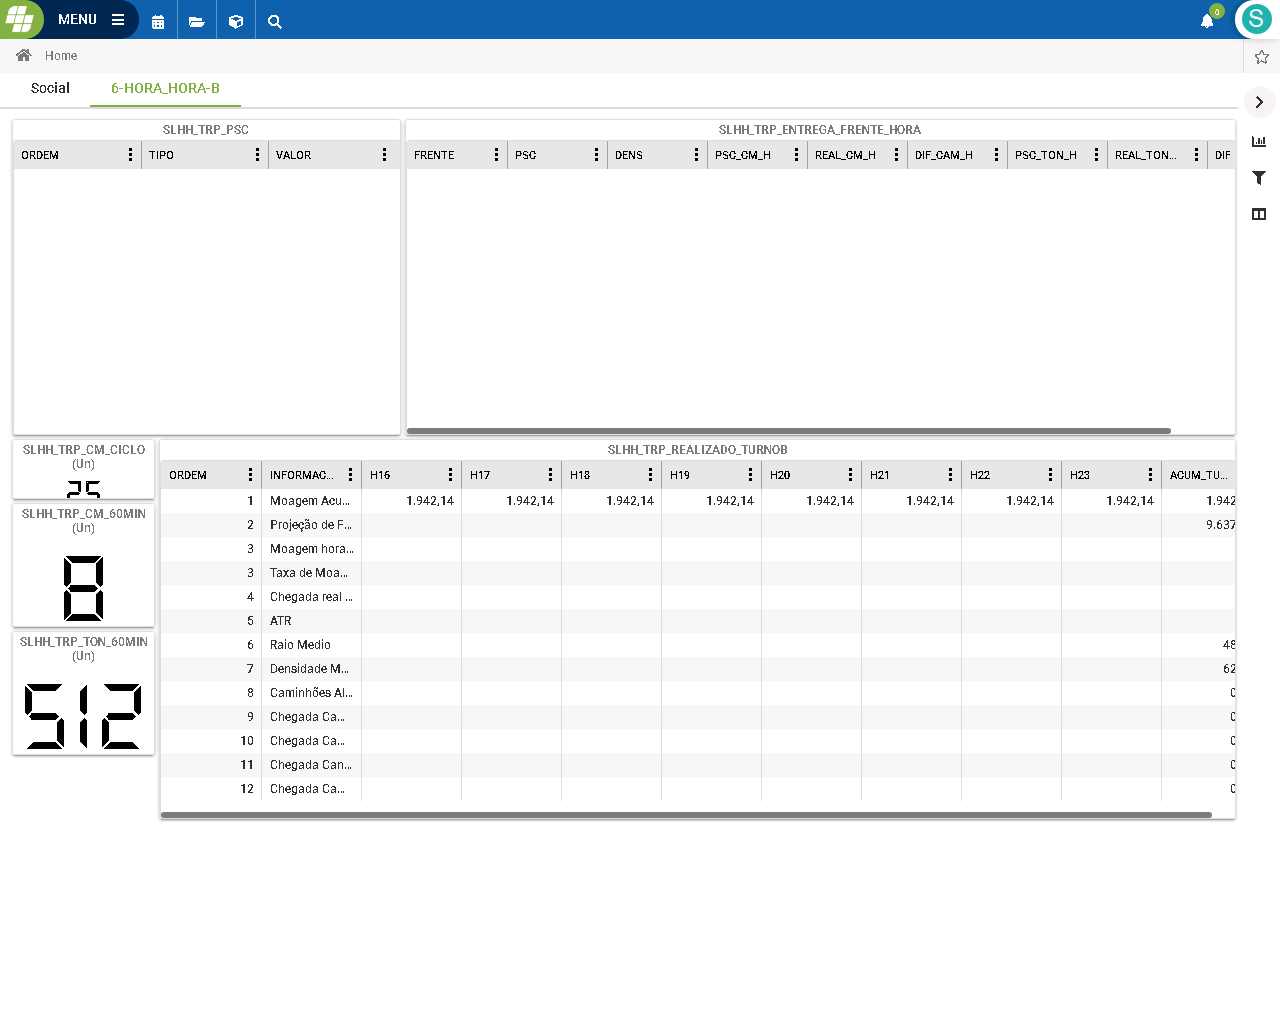 MENU
0
S
Home
Social
6-HORA_HORA-B
SLHH_TRP_PSC
ORDEM TIPO VALOR
SLHH_TRP_ENTREGA_FRENTE_HORA
FRENTE PSC DENS PSC_CM_H REAL_CM_H DIF_CAM_H PSC_TON_H REAL_TON... DIF
SLHH_TRP_CM_CICLO
(Un)
25
SLHH_TRP_CM_60MIN
(Un)
8
SLHH_TRP_TON_60MIN
(Un)
512
SLHH_TRP_REALIZADO_TURNOB
ORDEM INFORMAC... H16 H17 H18 H19 H20 H21 H22 H23 ACUM_TU...
1 Moagem Acu... 1.942,14 1.942,14 1.942,14 1.942,14 1.942,14 1.942,14 1.942,14 1.942,14 1.942
2 Projeção de F... 9.637
3 Moagem hora...
3 Taxa de Moa...
4 Chegada real ...
5 ATR
6 Raio Medio 48
7 Densidade M... 62
8 Caminhões Al... 0
9 Chegada Ca... 0
10 Chegada Ca... 0
11 Chegada Can... 0
12 Chegada Ca... 0